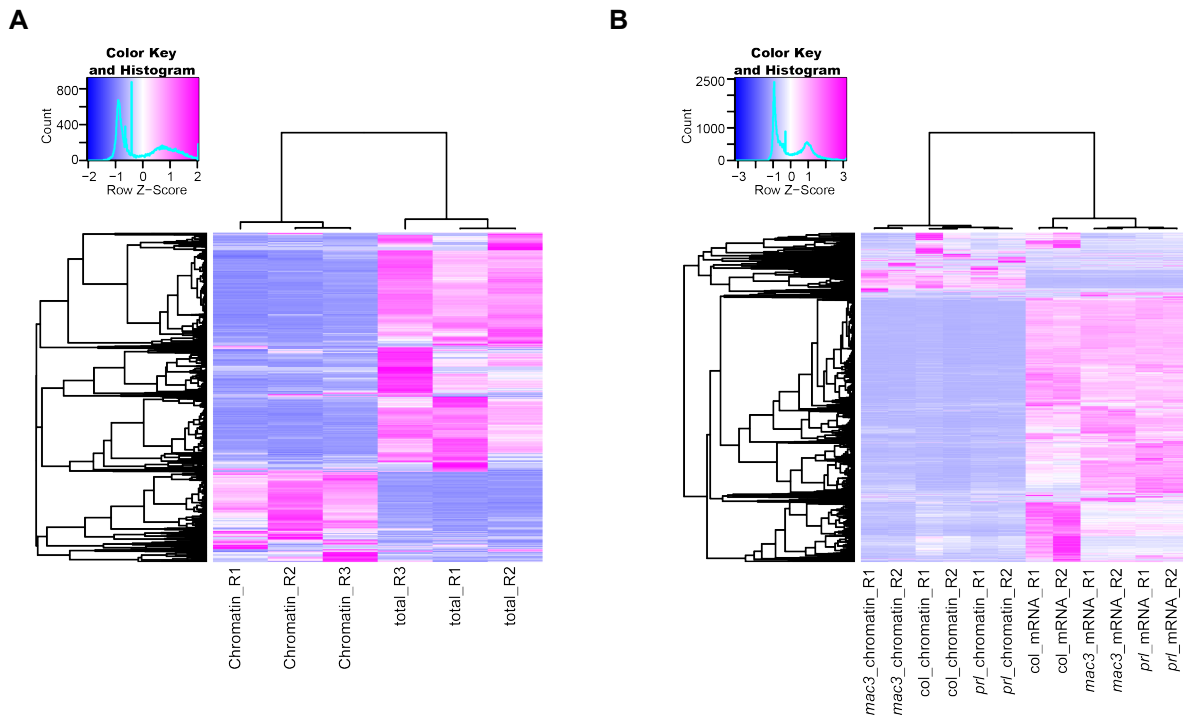 A
Color Key
and Histogram
Count
800
400
0
−2 −1 0 1 2
Row Z-Score
Chromatin_R1
Chromatin_R2
Chromatin_R3
total_R3
total_R1
total_R2
B
Color Key
and Histogram
Count
2500
1000
0
−3 −1 0 1 3
Row Z-Score
mac3_chromatin_R1
mac3_chromatin_R2
col_chromatin_R1
col_chromatin_R2
prl_chromatin_R1
prl_chromatin_R2
col_mRNA_R1
col_mRNA_R2
mac3_mRNA_R1
mac3_mRNA_R2
prl_mRNA_R1
prl_mRNA_R2